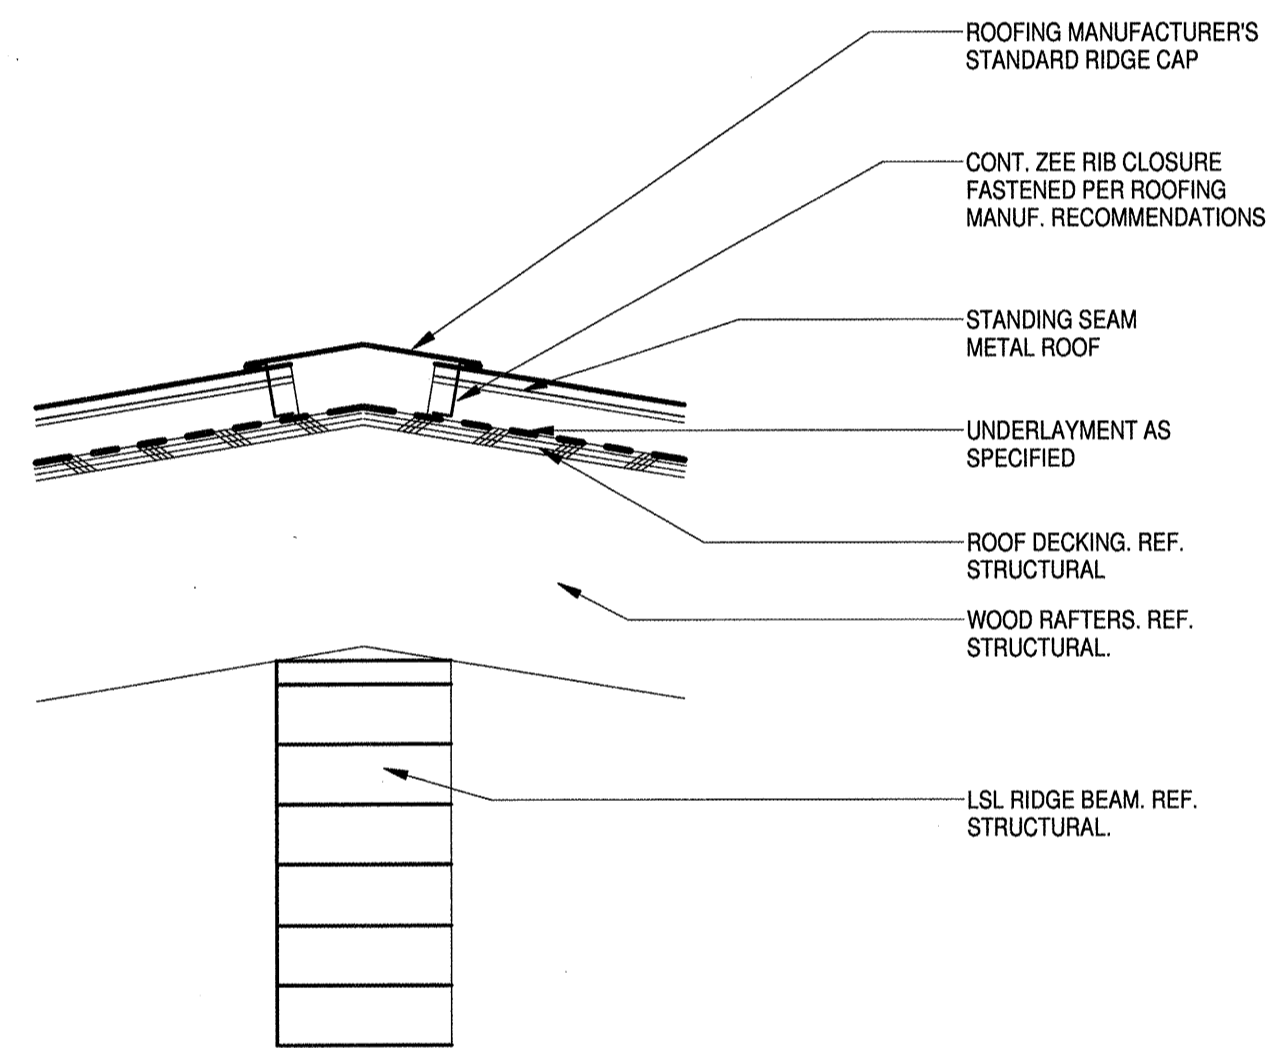 ROOFING MANUFACTURER'S
STANDARD RIDGE CAP
CONT. ZEE RIB CLOSURE
FASTENED PER ROOFING
MANUF. RECOMMENDATIONS
STANDING SEAM
METAL ROOF
UNDERLAYMENT AS
SPECIFIED
ROOF DECKING. REF.
STRUCTURAL
WOOD RAFTERS. REF.
STRUCTURAL.
LSL RIDGE BEAM. REF.
STRUCTURAL.